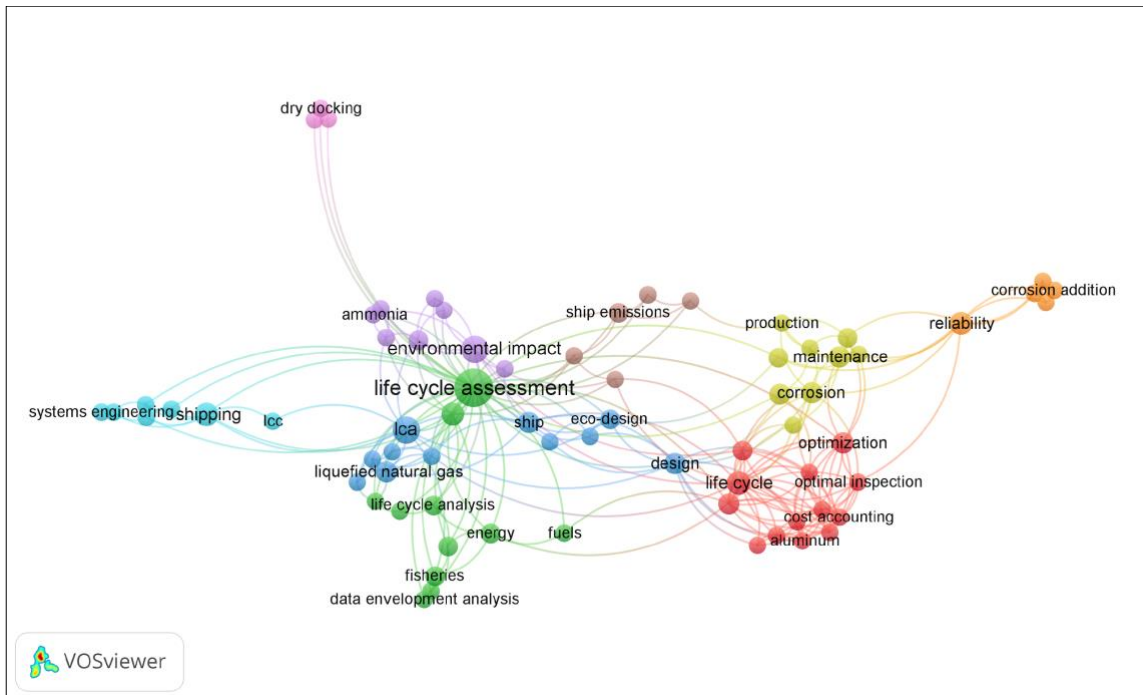 dry docking
corrosion addition
ammonia
ship emissions
production
reliability
environmental impact
maintenance
life cycle assessment
corrosion
systems engineering
shipping
lcc
lca
ship
eco-design
optimization
liquefied natural gas
design
life cycle
optimal inspection
life cycle analysis
cost accounting
energy
fuels
aluminum
fisheries
data envelopment analysis
VOSviewer